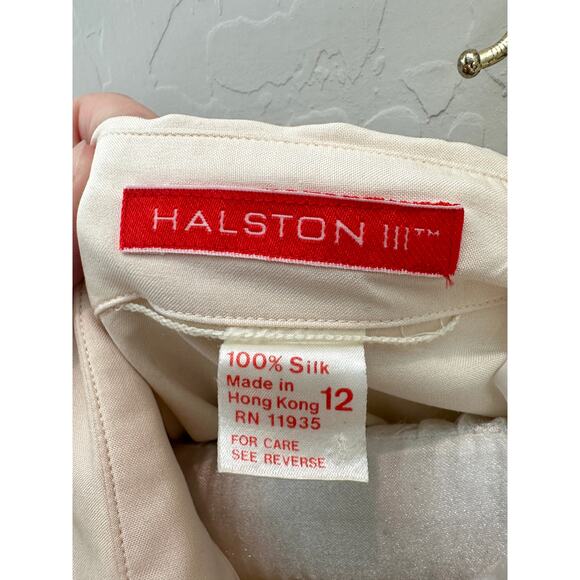 HALSTON III™
100% Silk
Made in
Hong Kong 12
RN 11935
FOR CARE
SEE REVERSE